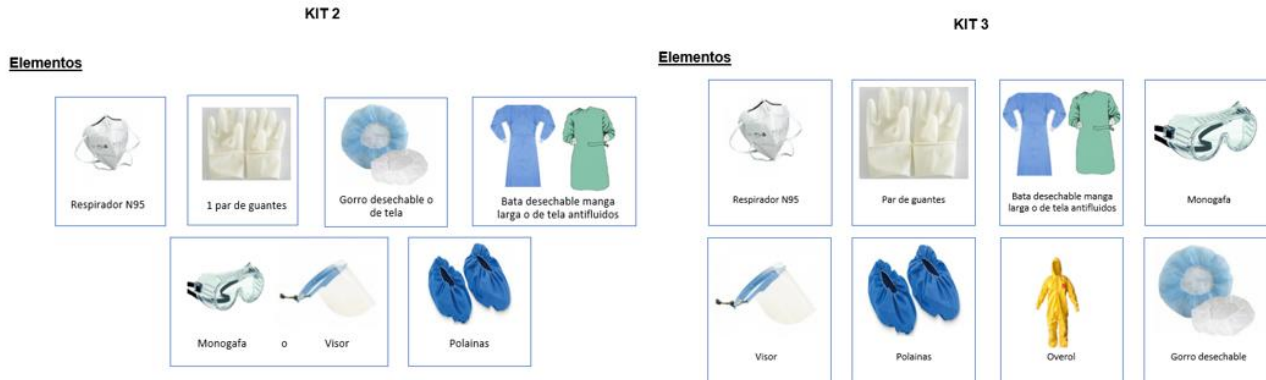 KIT 2
Elementos
Respirador N95
1 par de guantes
Gorro desechable o
de tela
Bata desechable manga
larga o de tela antifluidos
Monogafa o Visor
Polainas
KIT 3
Elementos
Respirador N95
Par de guantes
Bata desechable manga
larga o de tela antifluidos
Monogafa
Visor
Polainas
Overol
Gorro desechable